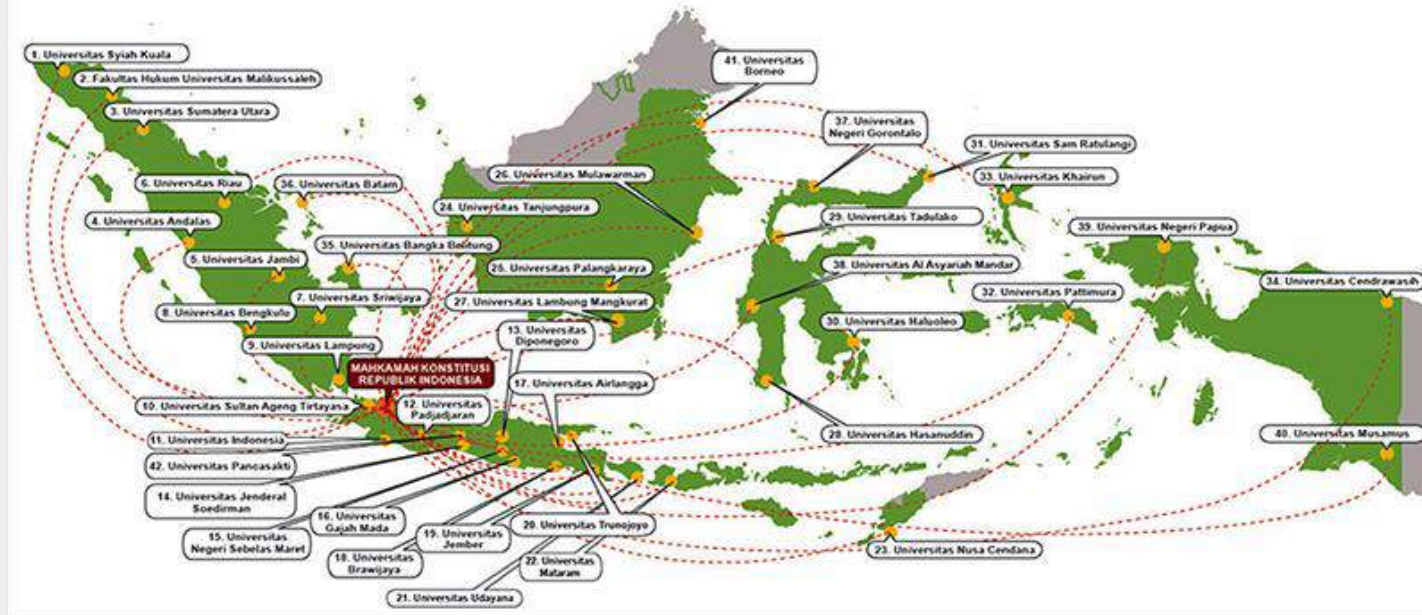 1. Universitas Syiah Kuala
2. Fakultas Hukum Universitas Malikussaleh
3. Universitas Sumatera Utara
41. Universitas
Borneo
37. Universitas
Negeri Gorontalo
31. Universitas Sam Ratulangi
6. Universitas Riau
36. Universitas Batam
26. Universitas Mulawarman
33. Universitas Khairun
4. Universitas Andalas
24. Universitas Tanjungpura
29. Universitas Tadulako
39. Universitas Negeri Papua
35. Universitas Bangka Belitung
5. Universitas Jambi
25. Universitas Palangkaraya
38. Universitas Al Asyariah Mandar
34. Universitas Cendrawasih
7. Universitas Sriwijaya
27. Universitas Lambung Mangkurat
32. Universitas Pattimura
8. Universitas Bengkulu
30. Universitas Haluoleo
13. Universitas
Diponegoro
9. Universitas Lampung
MAHKAMAH KONSTITUSI
REPUBLIK INDONESIA
17. Universitas Airlangga
10. Universitas Sultan Ageng Tirtayasa
12. Universitas
Padjadjaran
28. Universitas Hasanuddin
40. Universitas Musamus
11. Universitas Indonesia
42. Universitas Pancasakti
14. Universitas Jenderal
Soedirman
16. Universitas
Gajah Mada
15. Universitas
Negeri Sebelas Maret
20. Universitas Trunojoyo
19. Universitas
Jember
18. Universitas
Brawijaya
22. Universitas
Mataram
23. Universitas Nusa Cendana
21. Universitas Udayana